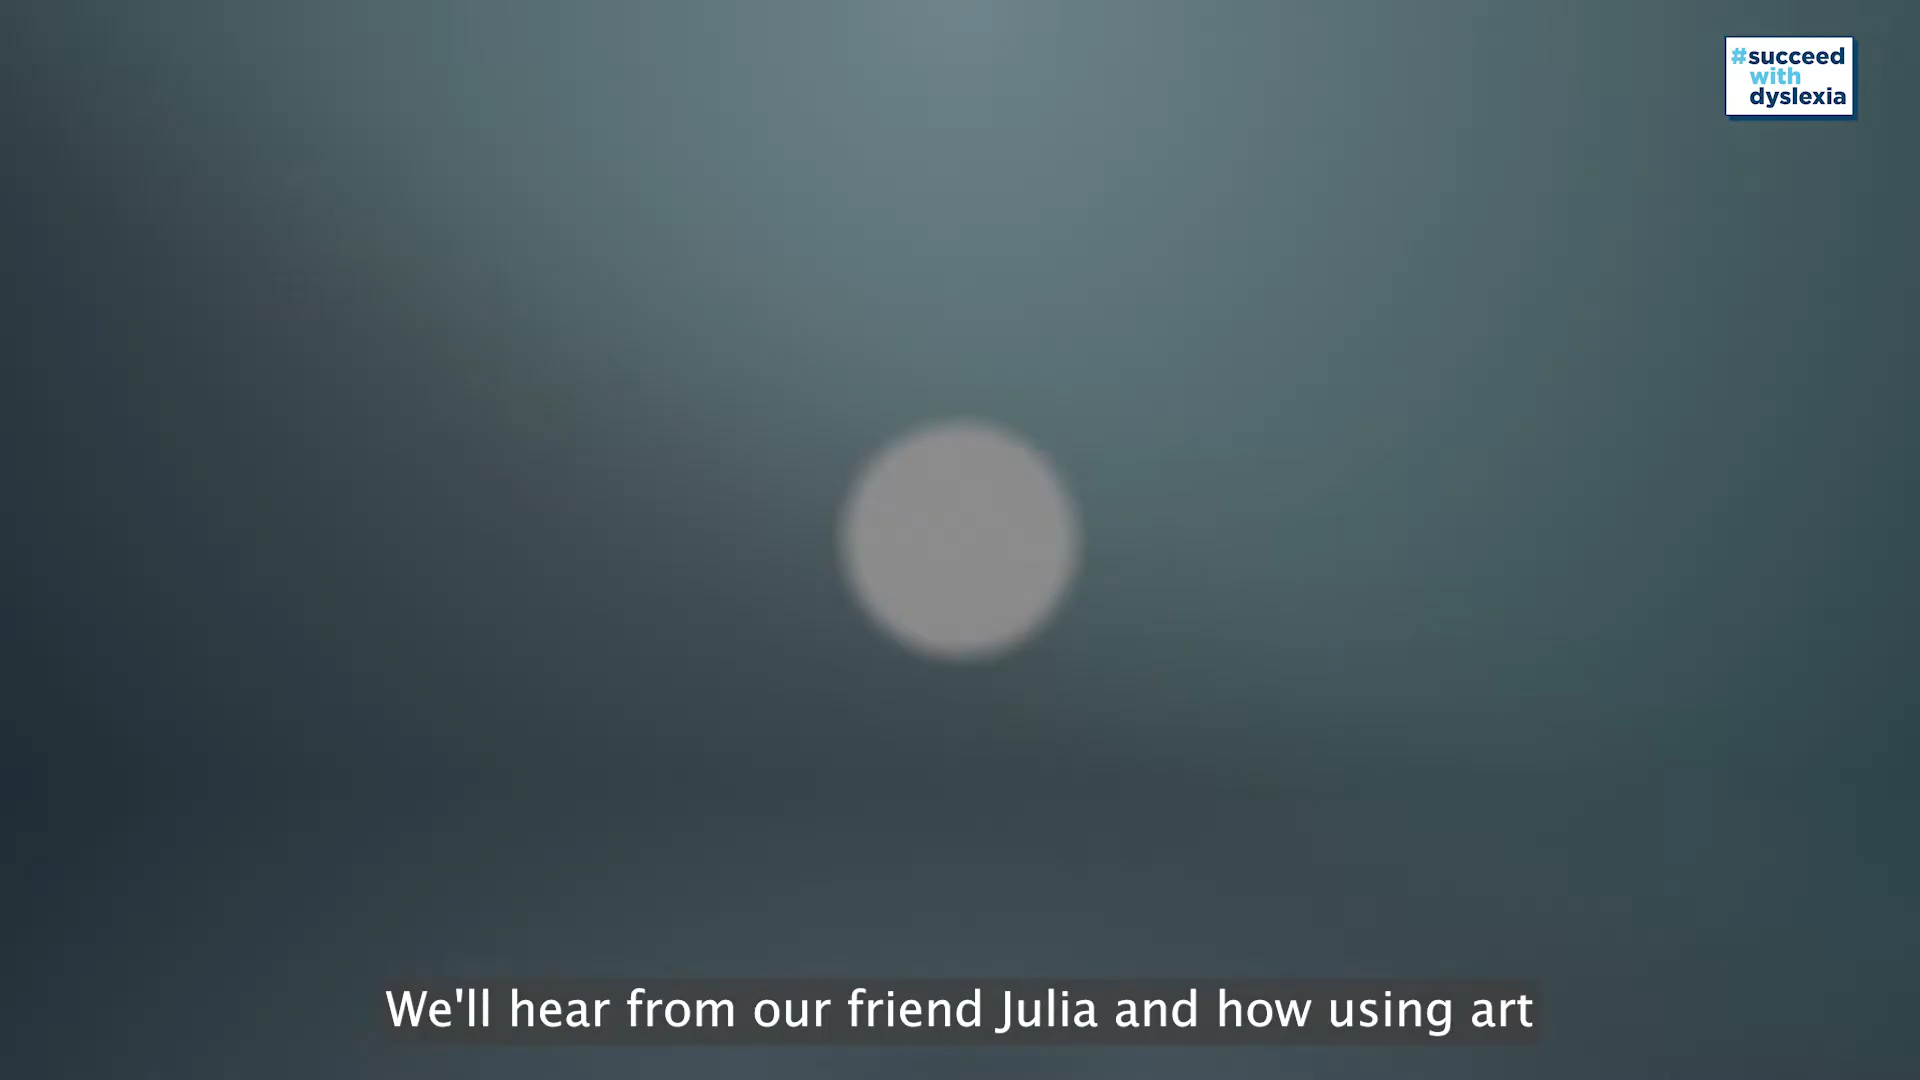 #succeed
with
dyslexia
We'll hear from our friend Julia and how using art